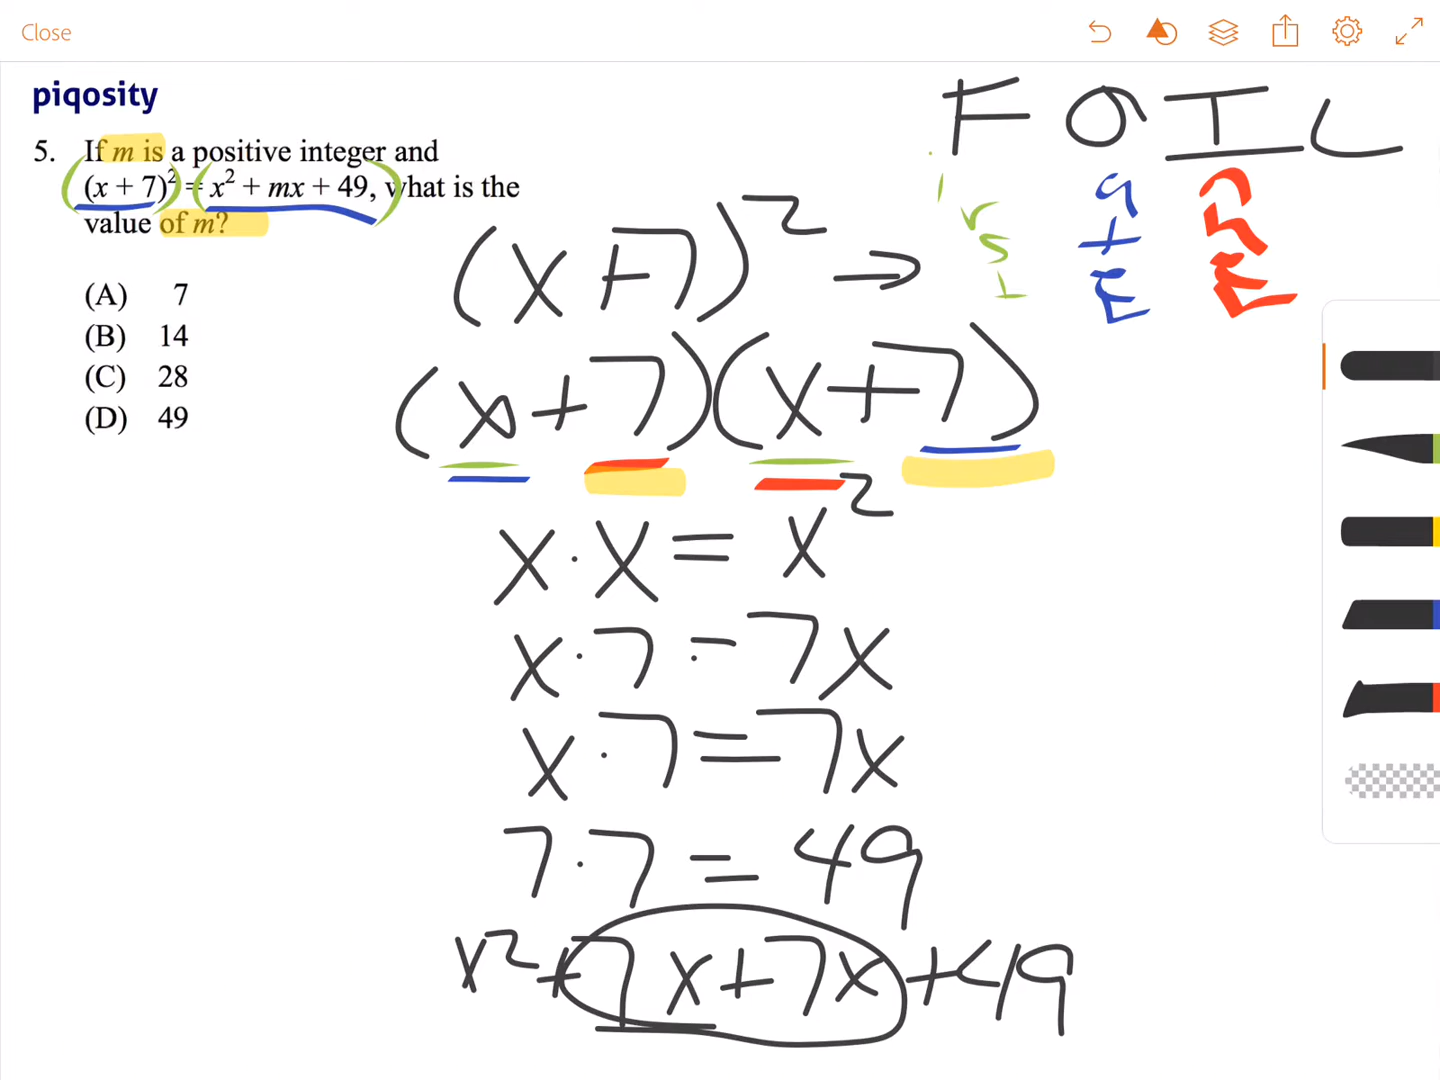 Close
piqosity
5. If m is a positive integer and
(x + 7)² = x² + mx + 49, what is the
value of m?
(A) 7
(B) 14
(C) 28
(D) 49
F O I L
(x + 7)² →
(x + 7)(x + 7)
x · x = x²
x · 7 = 7x
x · 7 = 7x
7 · 7 = 49
x² + 7x + 7x + 49